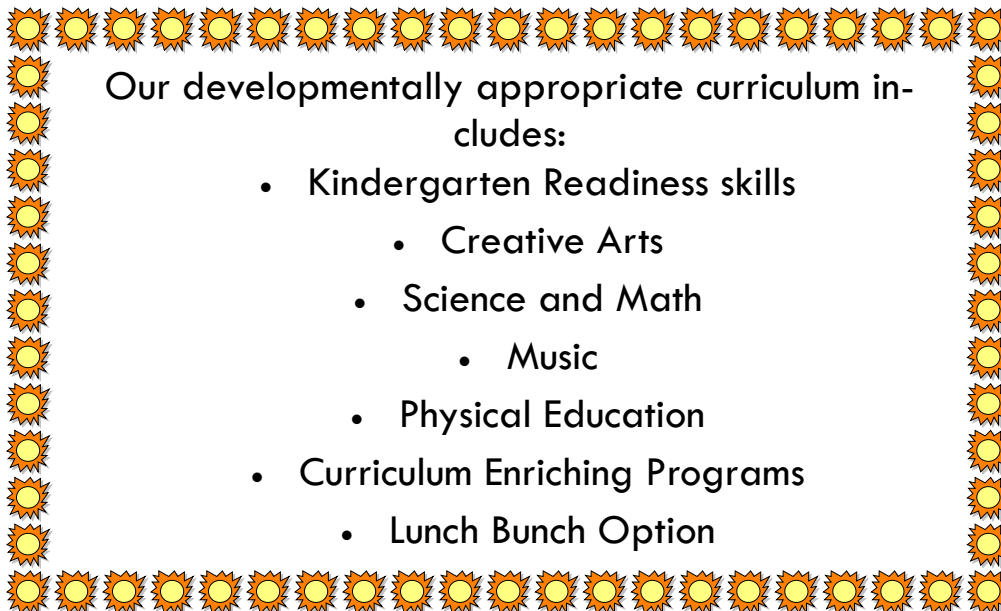 Our developmentally appropriate curriculum in-
cludes:
• Kindergarten Readiness skills
• Creative Arts
• Science and Math
• Music
• Physical Education
• Curriculum Enriching Programs
• Lunch Bunch Option